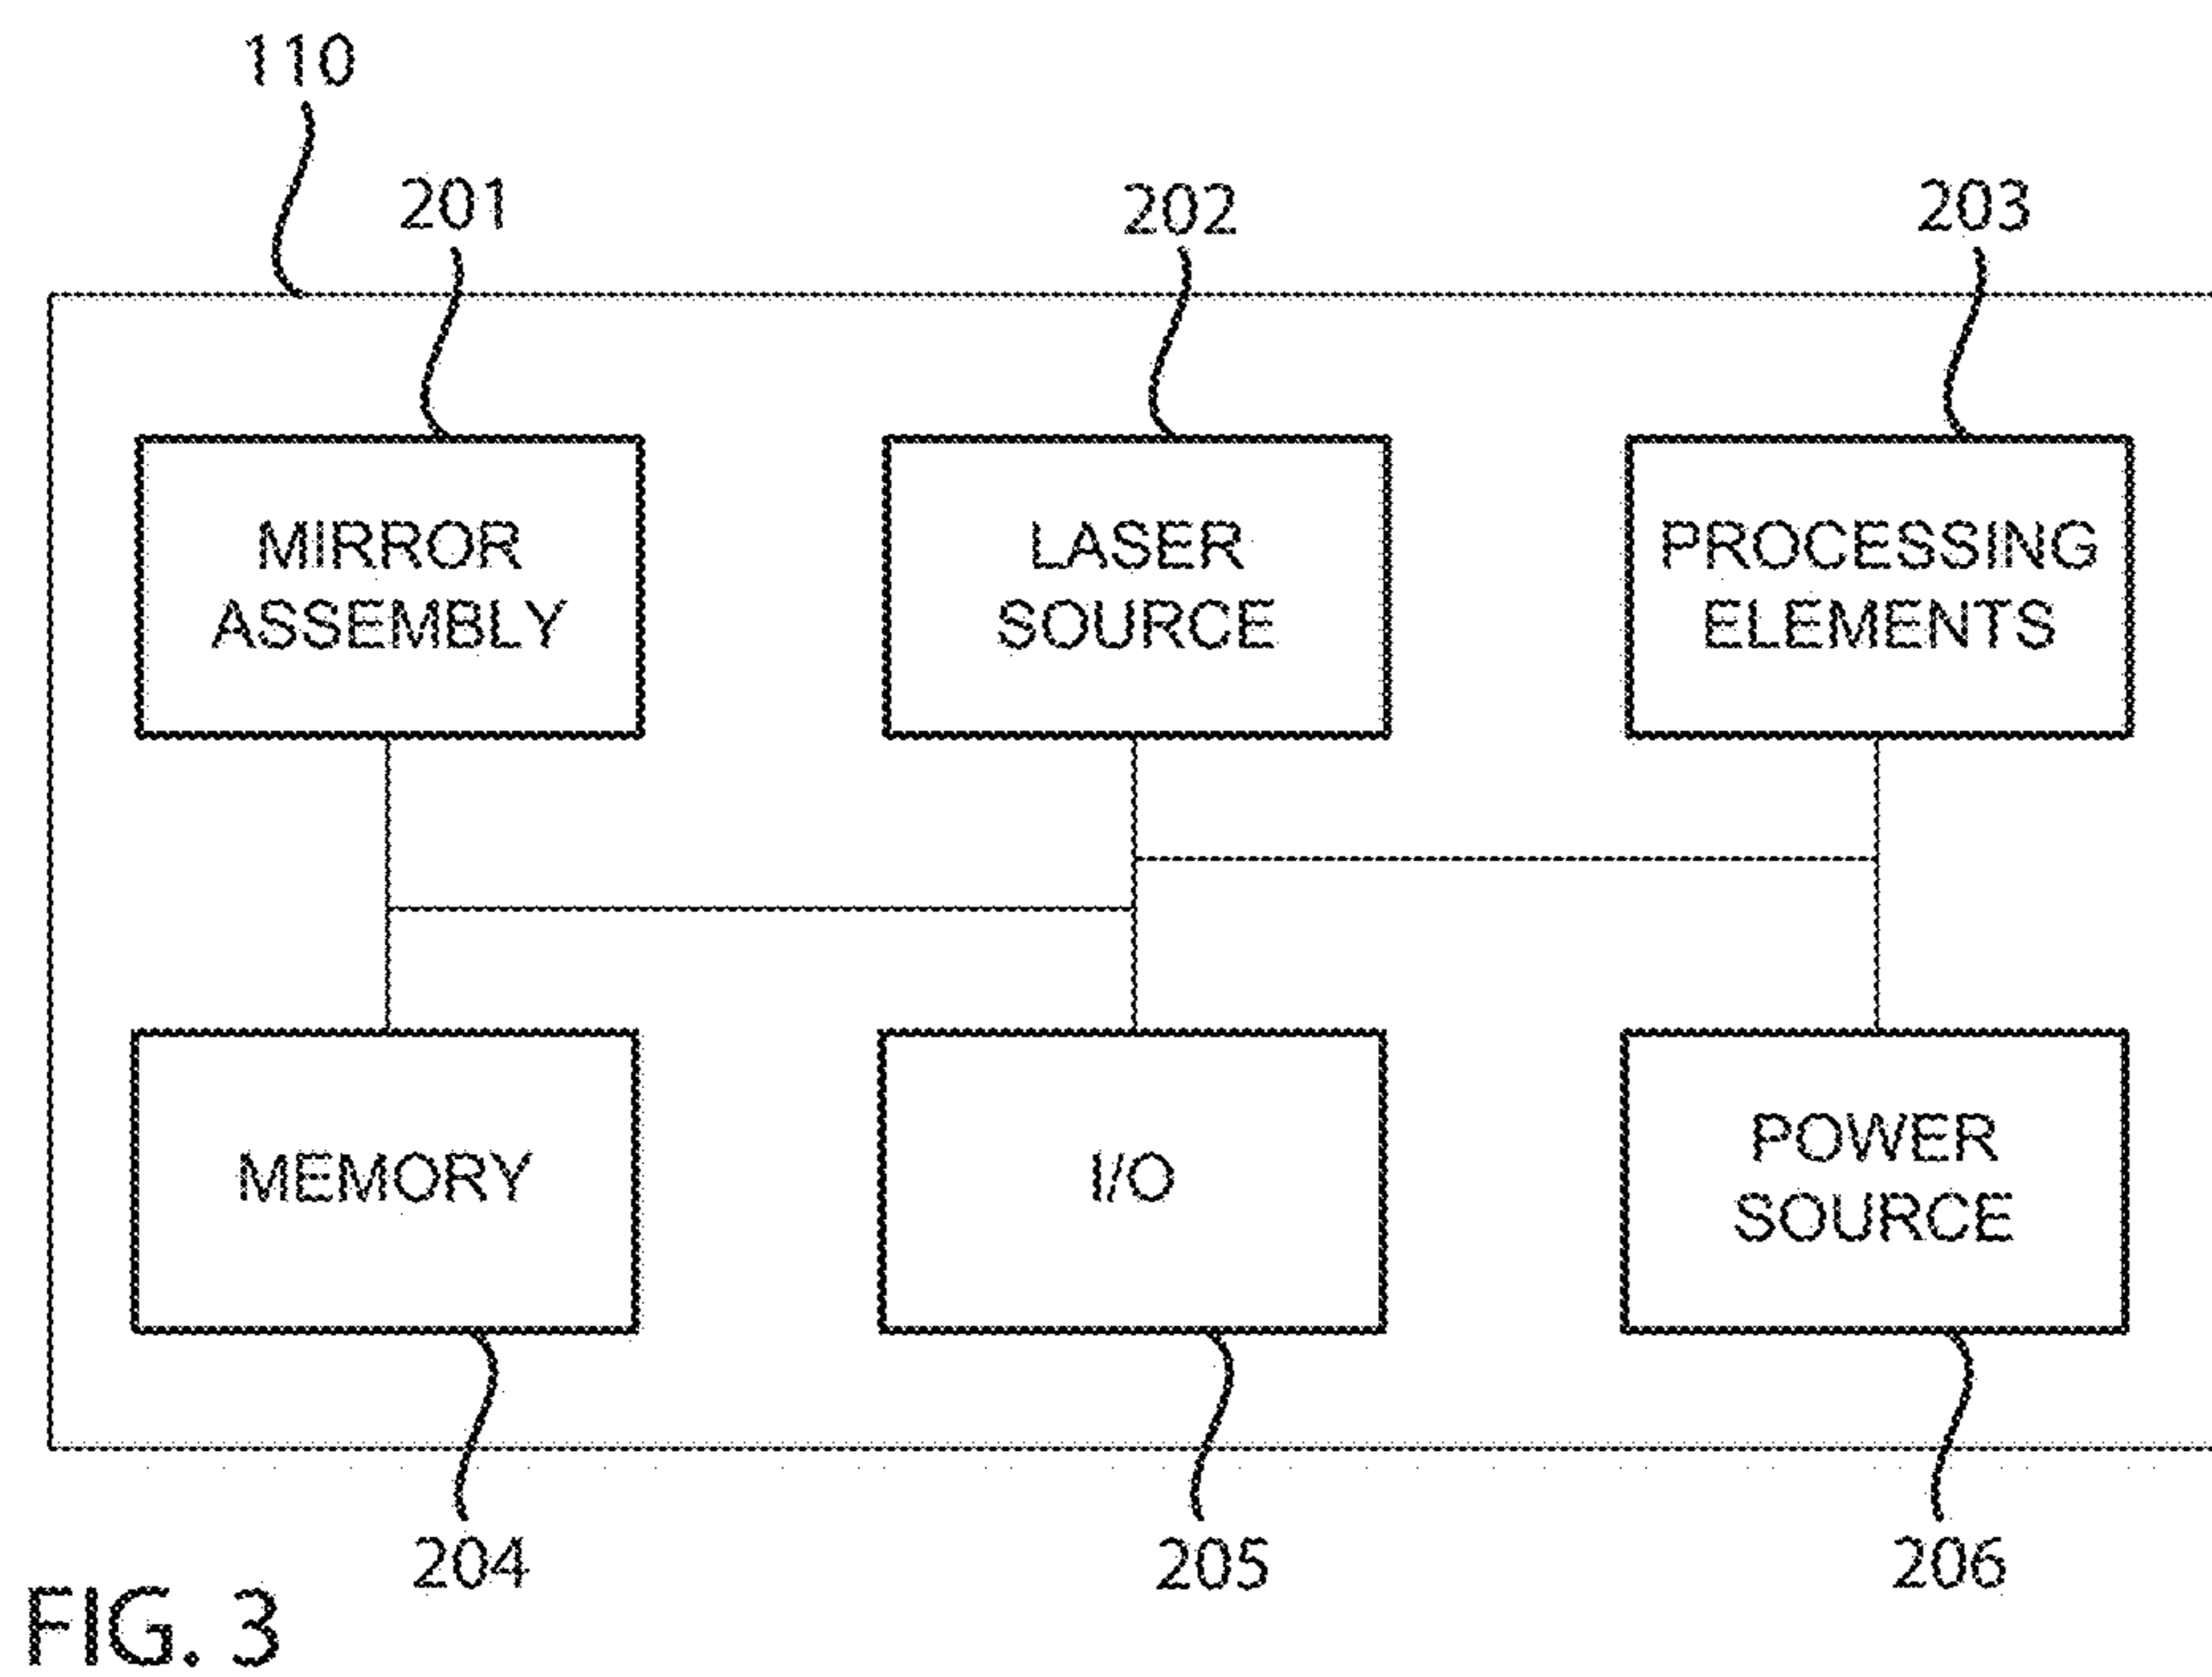 110
201
202
203
MIRROR
ASSEMBLY
LASER
SOURCE
PROCESSING
ELEMENTS
MEMORY
I/O
POWER
SOURCE
204
205
206
FIG. 3